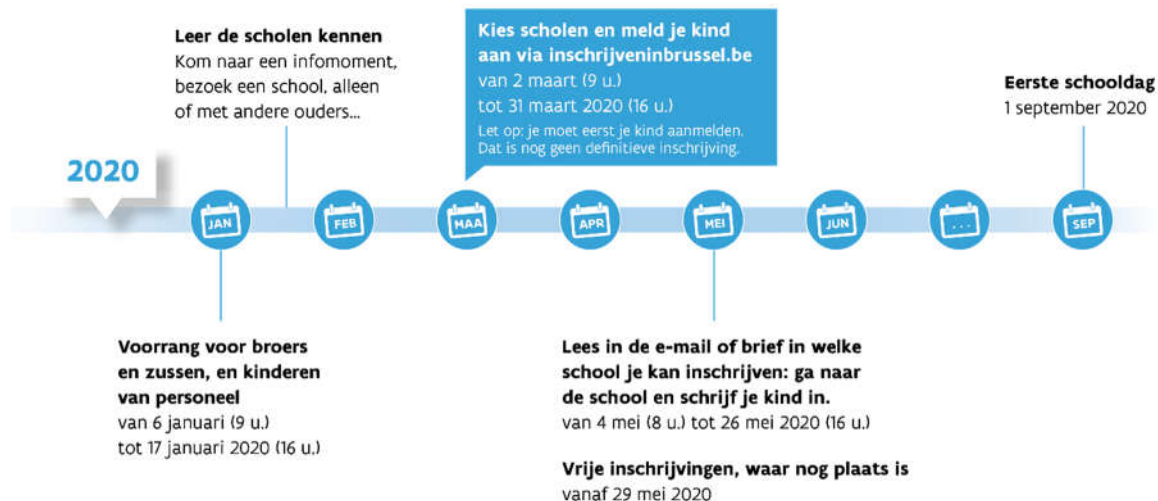 Leer de scholen kennen
Kom naar een infomoment,
bezoek een school, alleen
of met andere ouders...
Kies scholen en meld je kind
aan via inschrijveninbrussel.be
van 2 maart (9 u.)
tot 31 maart 2020 (16 u.)
Let op: je moet eerst je kind aanmelden.
Dat is nog geen definitieve inschrijving.
Eerste schooldag
1 september 2020
2020
JAN
FEB
MAA
APR
MEI
JUN
...
SEP
Voorrang voor broers
en zussen, en kinderen
van personeel
van 6 januari (9 u.)
tot 17 januari 2020 (16 u.)
Lees in de e-mail of brief in welke
school je kan inschrijven: ga naar
de school en schrijf je kind in.
van 4 mei (8 u.) tot 26 mei 2020 (16 u.)
Vrije inschrijvingen, waar nog plaats is
vanaf 29 mei 2020